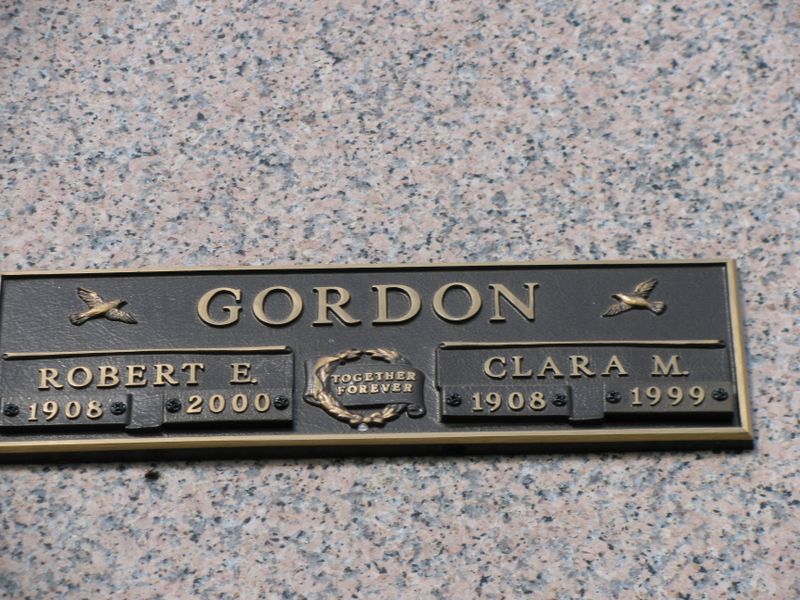 GORDON
ROBERT E.
1908 2000
TOGETHER
FOREVER
CLARA M.
1908 1999